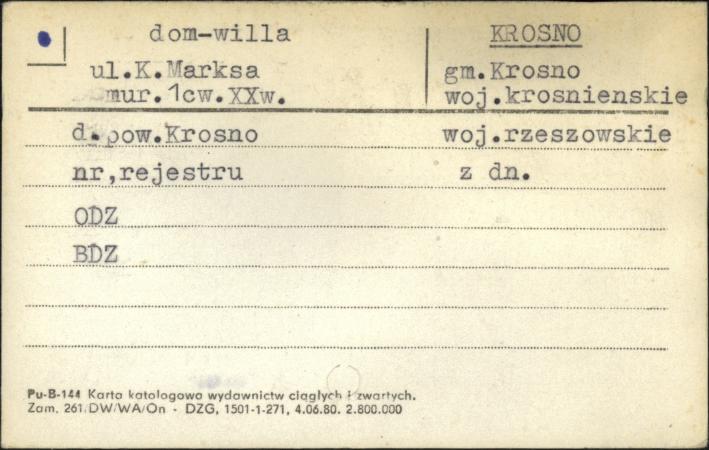 dom-willa KROSNO
ul.K.Marksa gm.Krosno
mur.1cw.XXw. woj.krosnienskie
d.pow.Krosno woj.rzeszowskie
nr,rejestru z dn.
ODZ
BDZ
Pu-B-144 Karta katalogowa wydawnictw ciągłych i zwartych.
Zam. 261/DW/WA/On - DZG, 1501-1-271, 4.06.80. 2.800.000